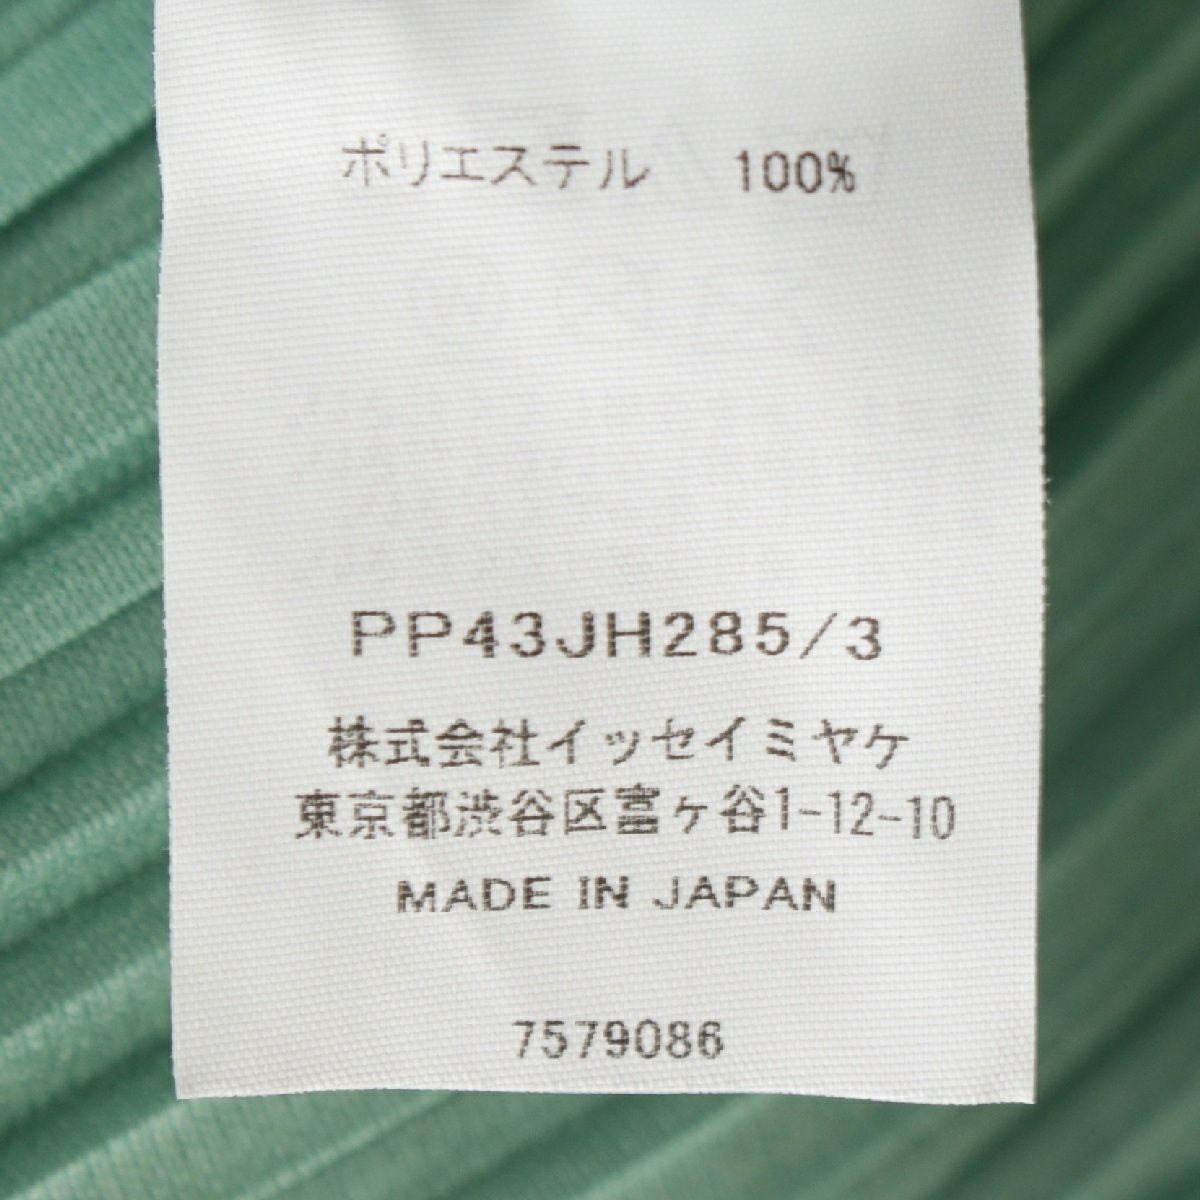 ポリエステル 100%
PP43JH285/3
株式会社イッセイミヤケ
東京都渋谷区富ヶ谷1-12-10
MADE IN JAPAN
7579086